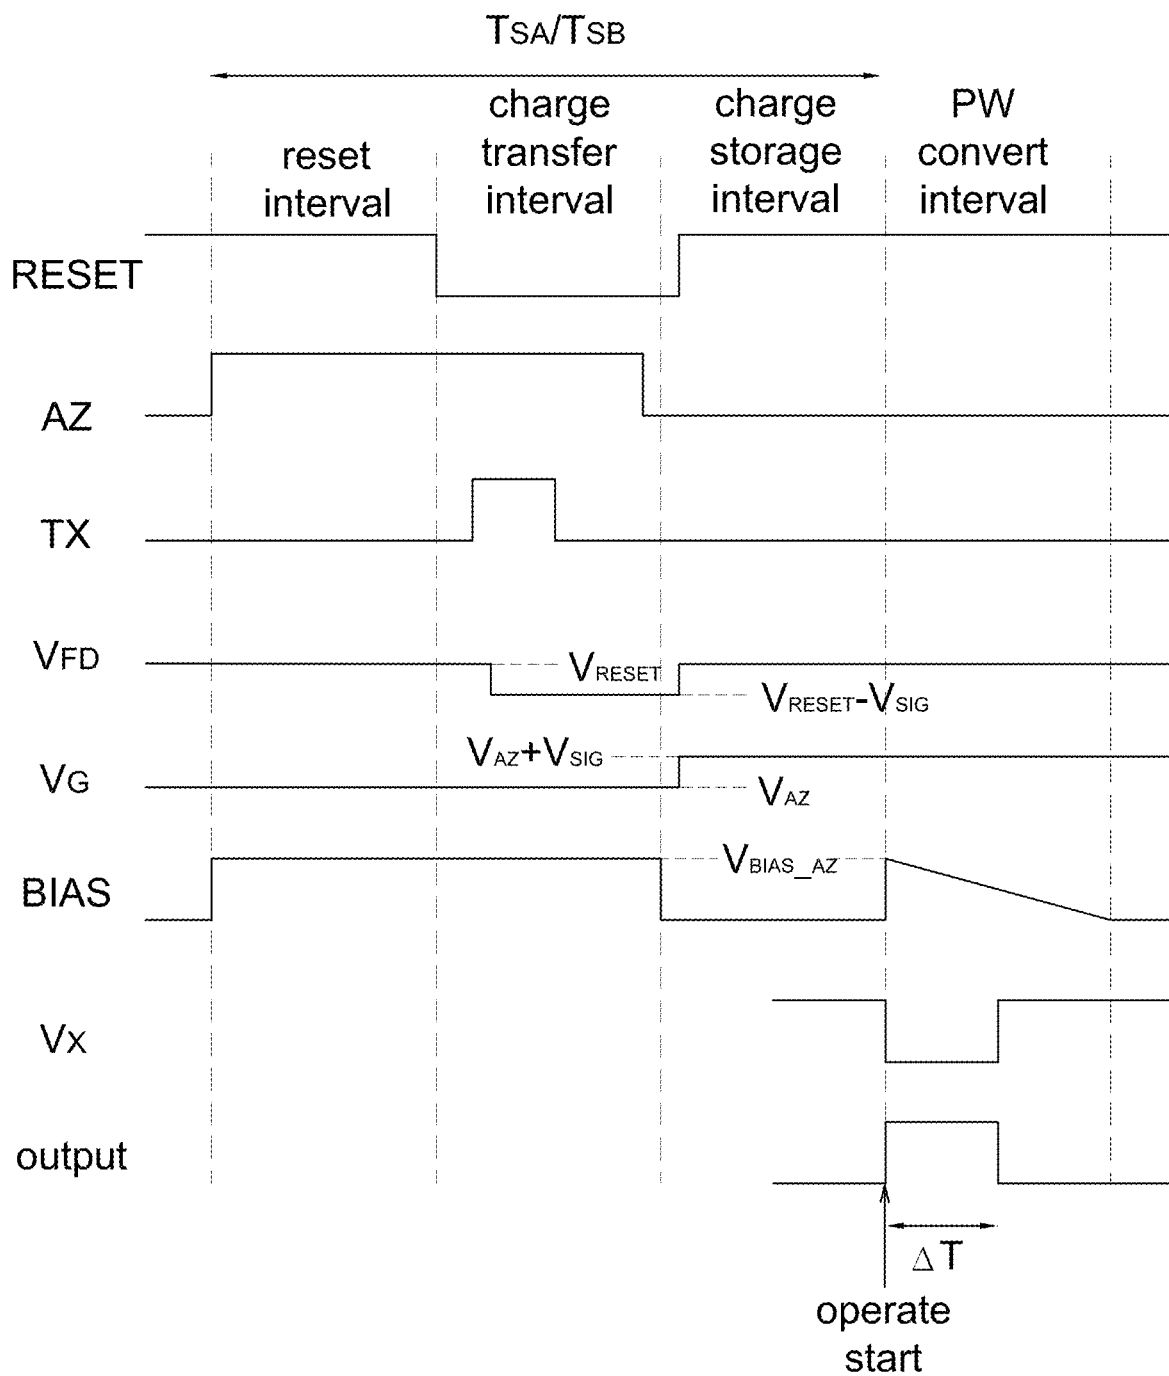 TSA/TSB
reset
interval
charge
transfer
interval
charge
storage
interval
PW
convert
interval
RESET
AZ
TX
VFD
VRESET
VRESET-VSIG
VAZ+VSIG
VG
VAZ
BIAS
VBIAS_AZ
VX
output
ΔT
operate
start